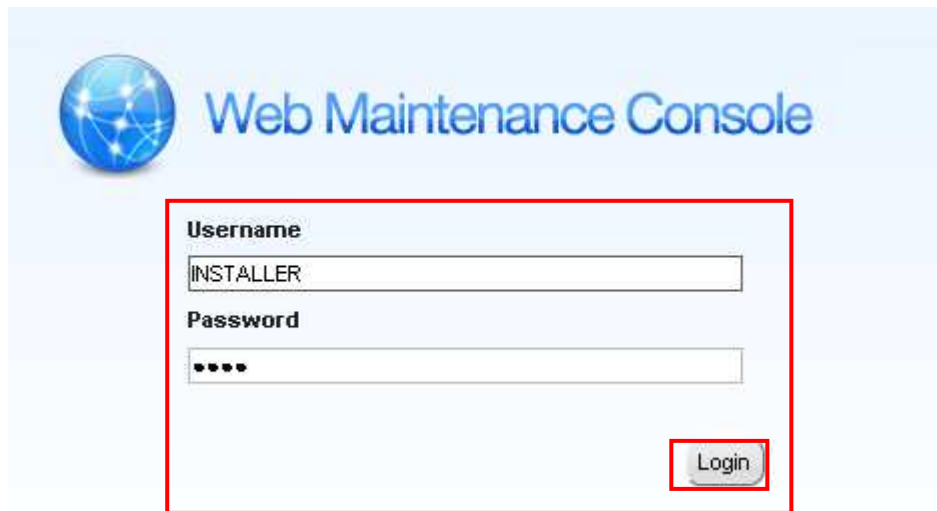 Web Maintenance Console
Username
INSTALLER
Password
••••
Login